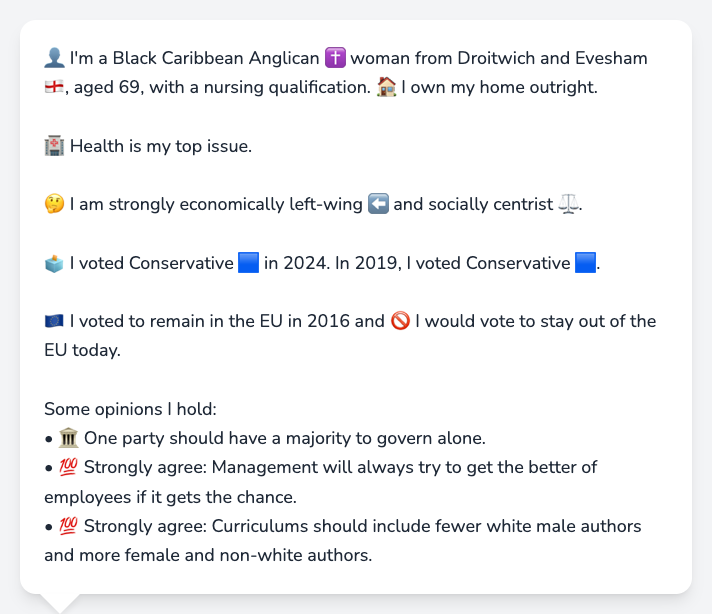 👤 I'm a Black Caribbean Anglican ✝️ woman from Droitwich and Evesham
🏴󠁧󠁢󠁥󠁮󠁧󠁿, aged 69, with a nursing qualification. 🏠 I own my home outright.
🏥 Health is my top issue.
🤔 I am strongly economically left-wing ⬅️ and socially centrist ⚖️.
🗳️ I voted Conservative 🟦 in 2024. In 2019, I voted Conservative 🟦.
🇪🇺 I voted to remain in the EU in 2016 and 🚫 I would vote to stay out of the
EU today.
Some opinions I hold:
• 🏛️ One party should have a majority to govern alone.
• 💯 Strongly agree: Management will always try to get the better of
employees if it gets the chance.
• 💯 Strongly agree: Curriculums should include fewer white male authors
and more female and non-white authors.